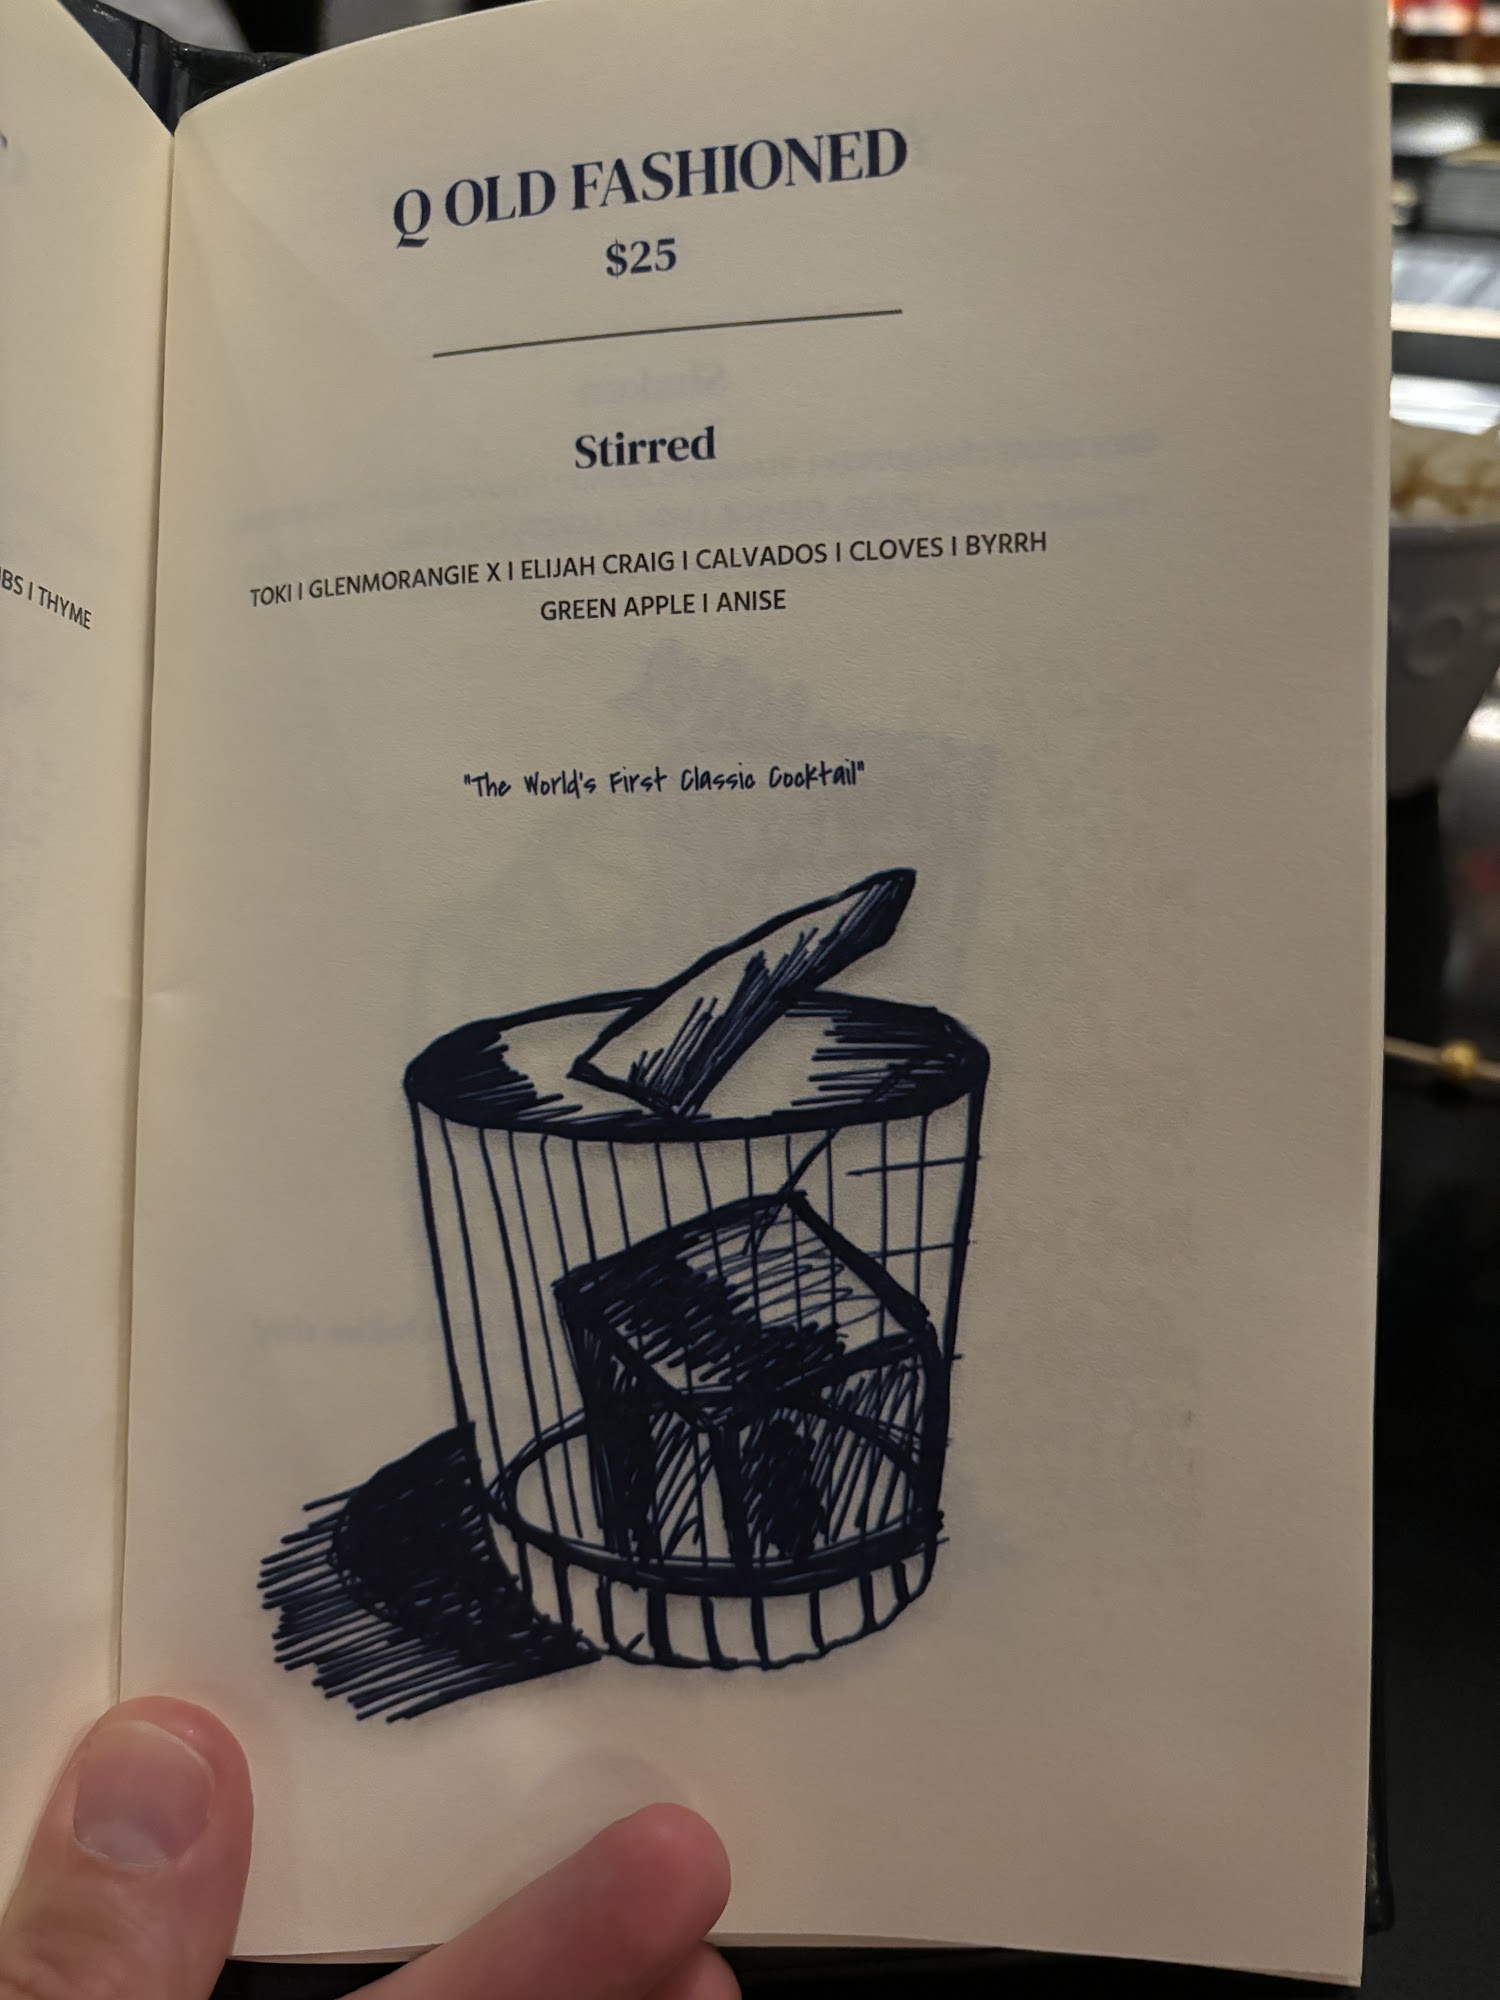 BS I THYME
Q OLD FASHIONED
$25
Stirred
TOKI I GLENMORANGIE X I ELIJAH CRAIG I CALVADOS I CLOVES I BYRRH
GREEN APPLE I ANISE
"The World's First Classic Cocktail"